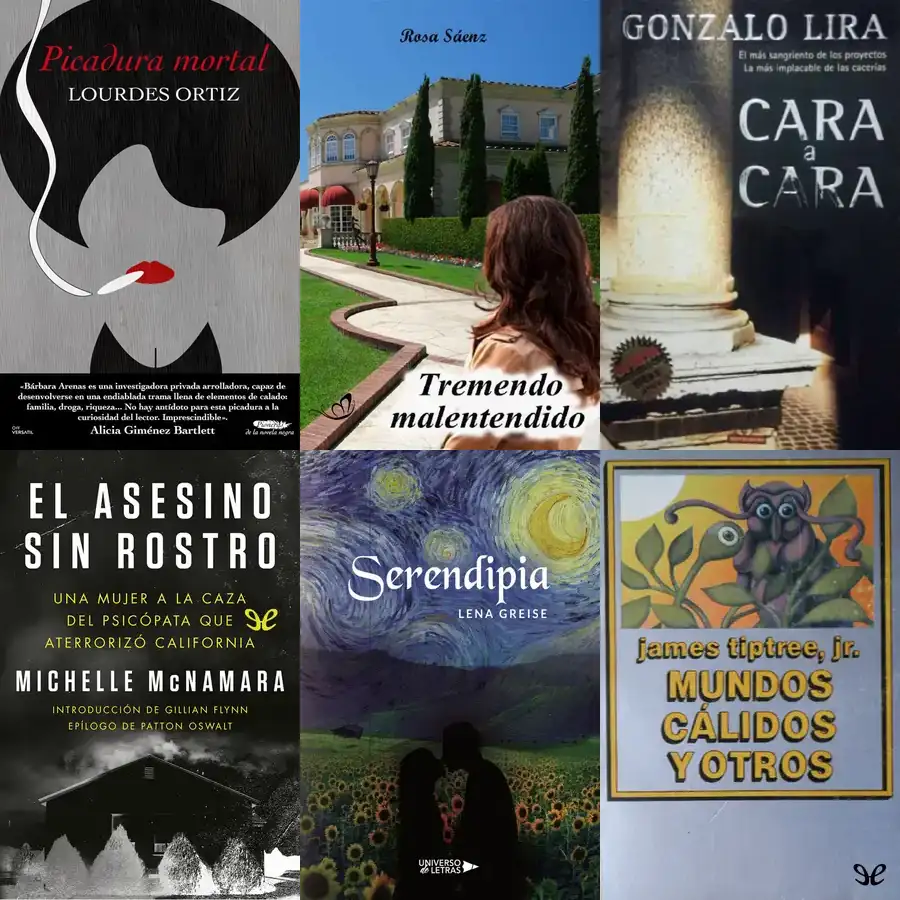 Picadura mortal
LOURDES ORTIZ
«Bárbara Arenas es una investigadora privada arrolladora, capaz de
desenvolverse en una endiablada trama llena de elementos de calado:
familia, droga, riqueza... No hay antídoto para esta picadura a la
curiosidad del lector. Imprescindible».
Alicia Giménez Bartlett
VERSATIL
de la novela negra
Rosa Sáenz
Tremendo
malentendido
GONZALO LIRA
El más sangriento de los proyectos
La más implacable de las cacerías
CARA
a
CARA
EL ASESINO
SIN ROSTRO
UNA MUJER A LA CAZA
DEL PSICÓPATA QUE
ATERRORIZÓ CALIFORNIA
MICHELLE McNAMARA
INTRODUCCIÓN DE GILLIAN FLYNN
EPÍLOGO DE PATTON OSWALT
Serendipia
LENA GREISE
UNIVERSO
de LETRAS
james tiptree, jr.
MUNDOS
CÁLIDOS
Y OTROS